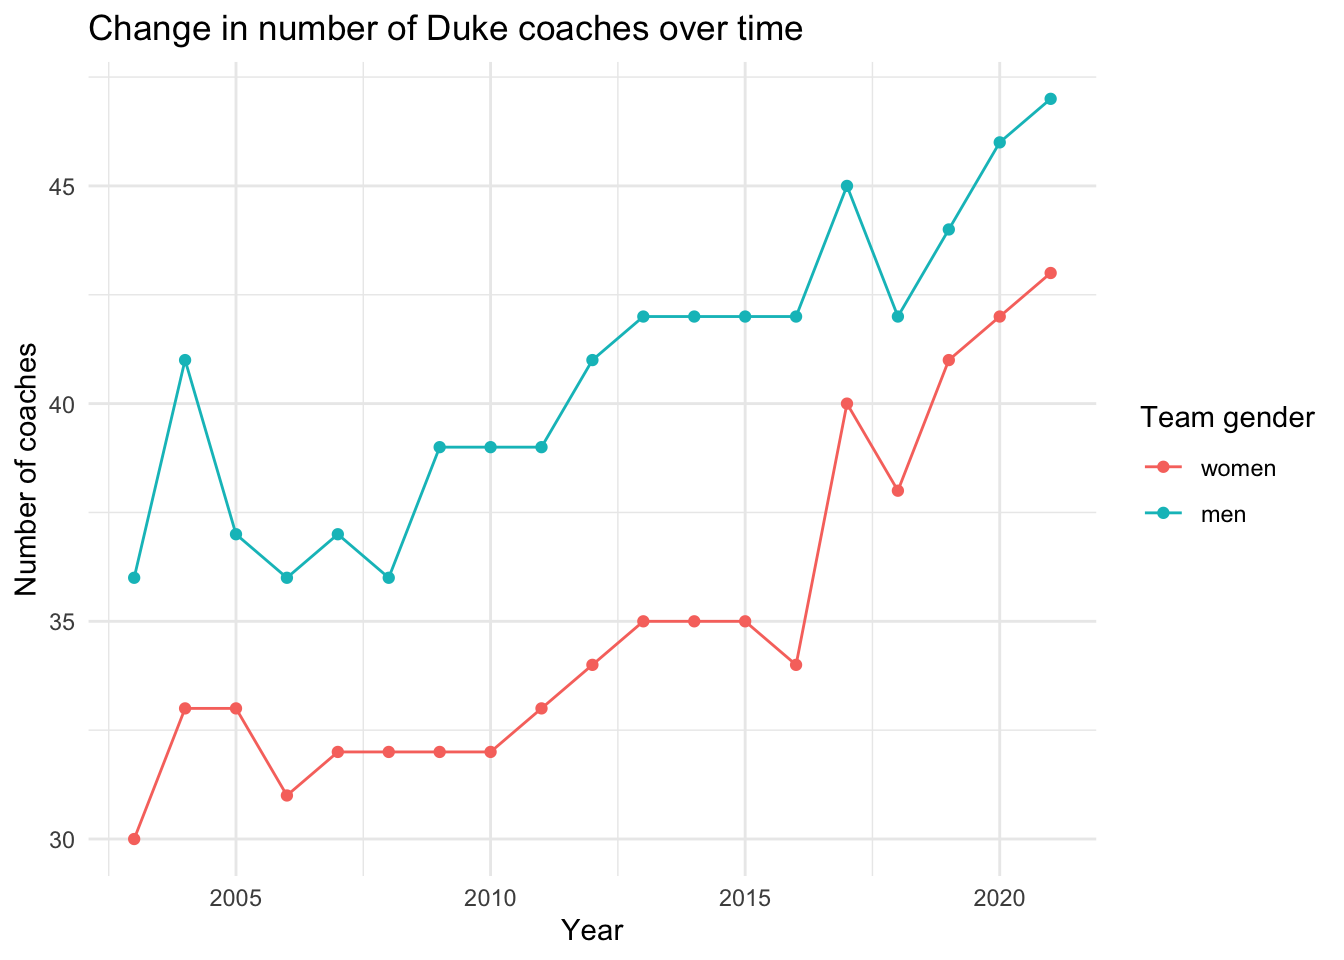 Change in number of Duke coaches over time
Number of coaches
45
40
35
30
2005
2010
2015
2020
Year
Team gender
women
men